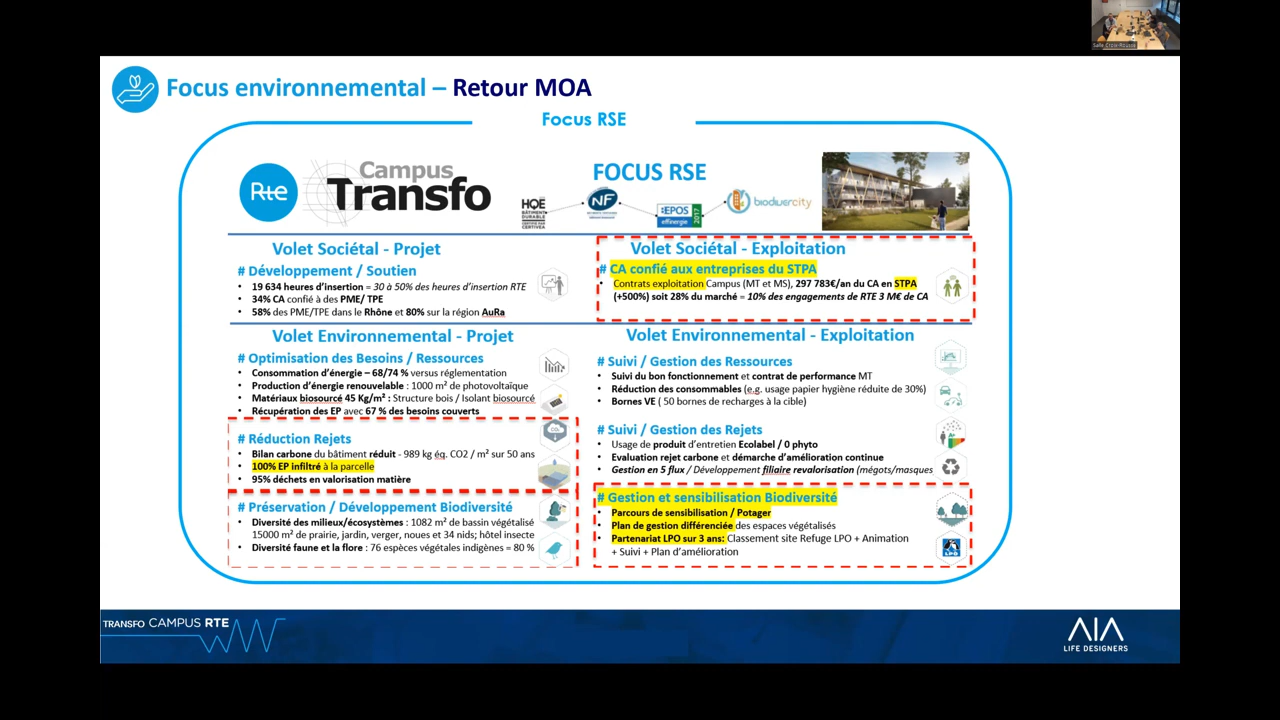 Salle Croix-Rousse
Focus environnemental – Retour MOA
Focus RSE
Rte
Campus
Transfo
FOCUS RSE
HQE
BÂTIMENT
DURABLE
NF
BEPOS
effinergie
2017
biodivercity
Volet Sociétal - Projet
# Développement / Soutien
• 19 634 heures d'insertion = 30 à 50% des heures d'insertion RTE
• 34% CA confié à des PME/ TPE
• 58% des PME/TPE dans le Rhône et 80% sur la région AuRa
Volet Sociétal - Exploitation
# CA confié aux entreprises du STPA
• Contrats exploitation Campus (MT et MS), 297 783€/an du CA en STPA
(+500%) soit 28% du marché = 10% des engagements de RTE 3 M€ de CA
Volet Environnemental - Projet
# Optimisation des Besoins / Ressources
• Consommation d'énergie – 68/74 % versus réglementation
• Production d'énergie renouvelable : 1000 m² de photovoltaïque
• Matériaux biosourcé 45 Kg/m² : Structure bois / Isolant biosourcé
• Récupération des EP avec 67 % des besoins couverts
# Réduction Rejets
• Bilan carbone du bâtiment réduit - 989 kg éq. CO2 / m² sur 50 ans
• 100% EP infiltré à la parcelle
• 95% déchets en valorisation matière
CO₂
# Préservation / Développement Biodiversité
• Diversité des milieux/écosystèmes : 1082 m² de bassin végétalisé
15000 m² de prairie, jardin, verger, noues et 34 nids; hôtel insecte
• Diversité faune et la flore : 76 espèces végétales indigènes = 80 %
Volet Environnemental - Exploitation
# Suivi / Gestion des Ressources
• Suivi du bon fonctionement et contrat de performance MT
• Réduction des consommables (e.g. usage papier hygiène réduite de 30%)
• Bornes VE ( 50 bornes de recharges à la cible)
# Suivi / Gestion des Rejets
• Usage de produit d'entretien Ecolabel / 0 phyto
• Evaluation rejet carbone et démarche d'amélioration continue
• Gestion en 5 flux / Développement filiaire revalorisation (mégots/masques
A+
# Gestion et sensibilisation Biodiversité
• Parcours de sensibilisation / Potager
• Plan de gestion différenciée des espaces végétalisés
• Partenariat LPO sur 3 ans: Classement site Refuge LPO + Animation
+ Suivi + Plan d'amélioration
LPO
TRANSFO CAMPUS RTE
AIA
LIFE DESIGNERS